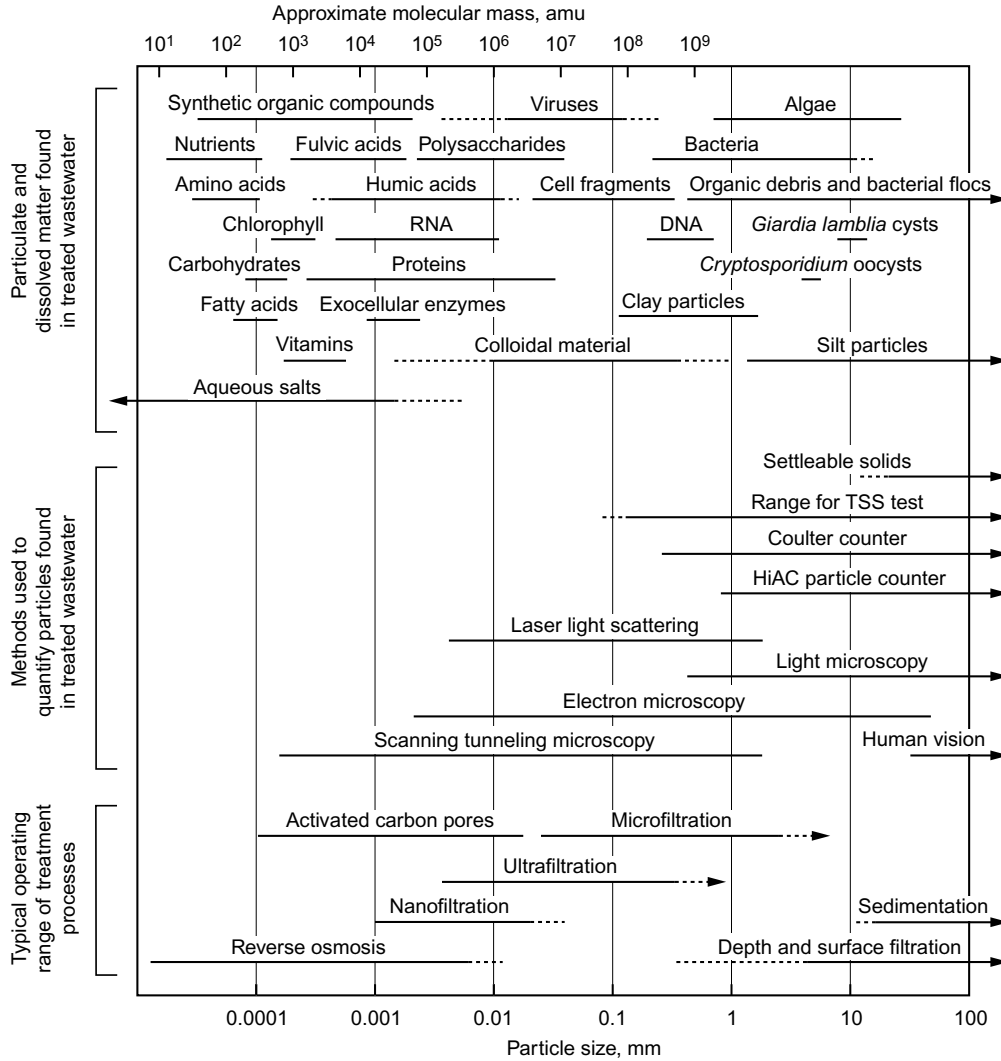 Approximate molecular mass, amu
10¹ 10² 10³ 10⁴ 10⁵ 10⁶ 10⁷ 10⁸ 10⁹
Particulate and
dissolved matter found
in treated wastewater
Synthetic organic compounds Viruses Algae
Nutrients Fulvic acids Polysaccharides Bacteria
Amino acids Humic acids Cell fragments Organic debris and bacterial flocs
Chlorophyll RNA DNA Giardia lamblia cysts
Carbohydrates Proteins Cryptosporidium oocysts
Fatty acids Exocellular enzymes Clay particles
Vitamins Colloidal material Silt particles
Aqueous salts
Methods used to
quantify particles found
in treated wastewater
Settleable solids
Range for TSS test
Coulter counter
HiAC particle counter
Laser light scattering
Light microscopy
Electron microscopy
Scanning tunneling microscopy Human vision
Typical operating
range of treatment
processes
Activated carbon pores Microfiltration
Ultrafiltration
Nanofiltration Sedimentation
Reverse osmosis Depth and surface filtration
0.0001 0.001 0.01 0.1 1 10 100
Particle size, mm